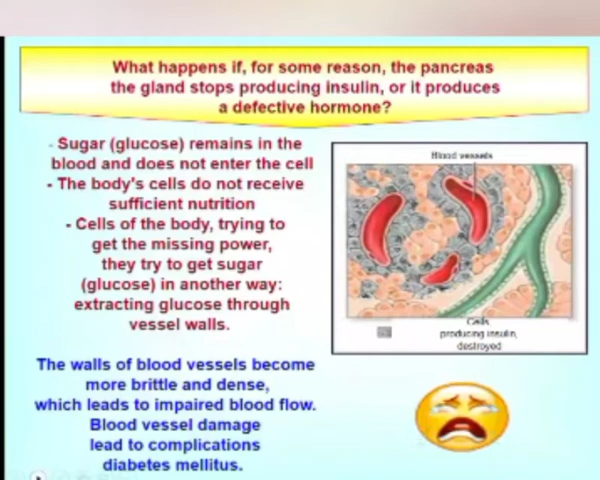 What happens if, for some reason, the pancreas
the gland stops producing insulin, or it produces
a defective hormone?
- Sugar (glucose) remains in the
blood and does not enter the cell
- The body's cells do not receive
sufficient nutrition
- Cells of the body, trying to
get the missing power,
they try to get sugar
(glucose) in another way:
extracting glucose through
vessel walls.
The walls of blood vessels become
more brittle and dense,
which leads to impaired blood flow.
Blood vessel damage
lead to complications
diabetes mellitus.
Blood vessels
Cells
producing insulin,
destroyed